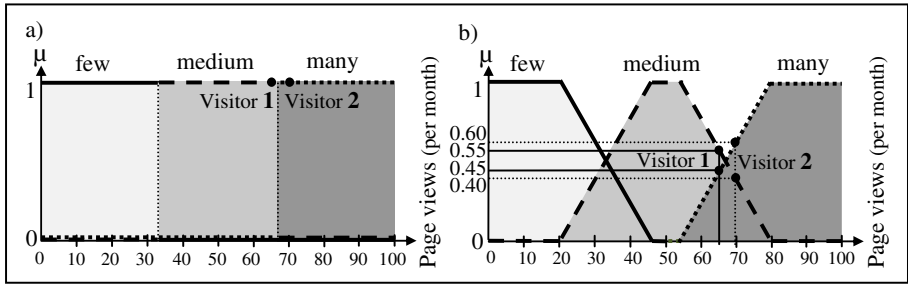 a)
μ
few
medium
many
1
Visitor 1
Visitor 2
0
0 10 20 30 40 50 60 70 80 90 100
Page views (per month)
b)
μ
few
medium
many
1
0.60
0.55
0.45
0.40
Visitor 1
Visitor 2
0
0 10 20 30 40 50 60 70 80 90 100
Page views (per month)